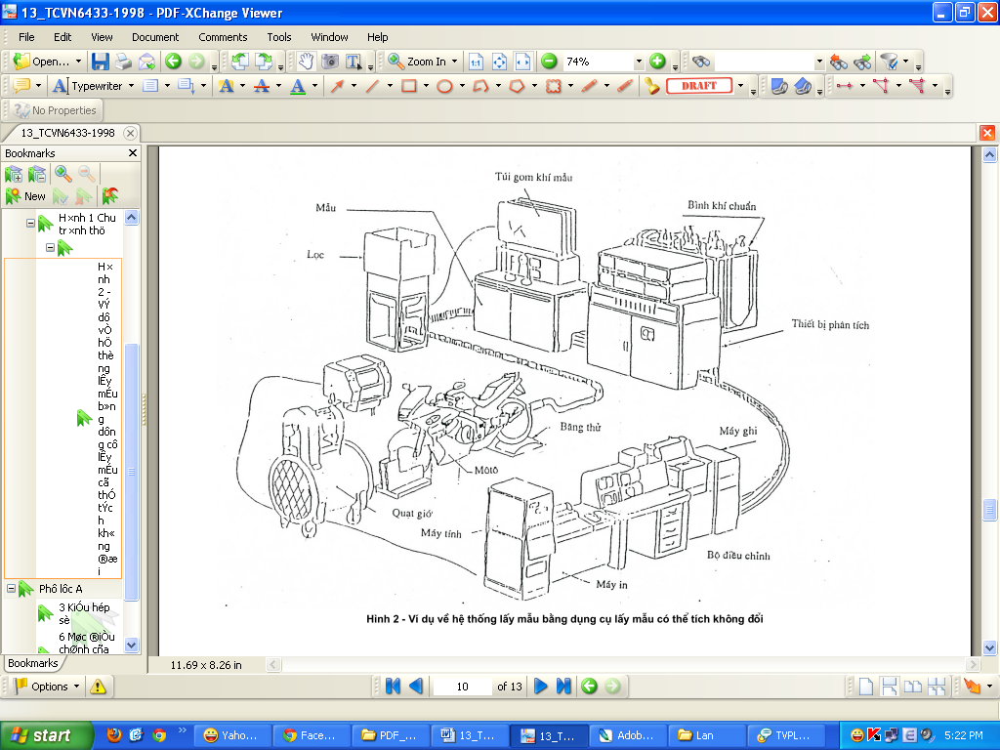 13_TCVN6433-1998 - PDF-XChange Viewer
File Edit View Document Comments Tools Window Help
Open... Zoom In 74%
Typewriter DRAFT
No Properties
13_TCVN6433-1998
Bookmarks
New
H×nh 1 Chu
tr ×nh thö
H×
nh
2 -
VÝ
dô
vÒ
hÖ
thè
ng
lÊy
mÉu
b»n
g
dông
g cô
lÊy
mÉu
cã
thÓ
tÝc
h
kh«
ng
®æ
i
Phô lôc A
3 KiÓu hép
sè
6 Møc ®iÒu
chØnh cña
Bookmarks
Túi gom khí mẫu
Mẫu
Bình khí chuẩn
Lọc
Thiết bị phân tích
Băng thử
Máy ghi
Môtô
Quạt gió
Máy tính
Bộ điều chỉnh
Máy in
Hình 2 - Ví dụ về hệ thống lấy mẫu bằng dụng cụ lấy mẫu có thể tích không đổi
11.69 x 8.26 in
Options 10 of 13
start Yaho... Face... PDF_... 13_T... 13_T... Adob... Lan TVPL... 5:22 PM